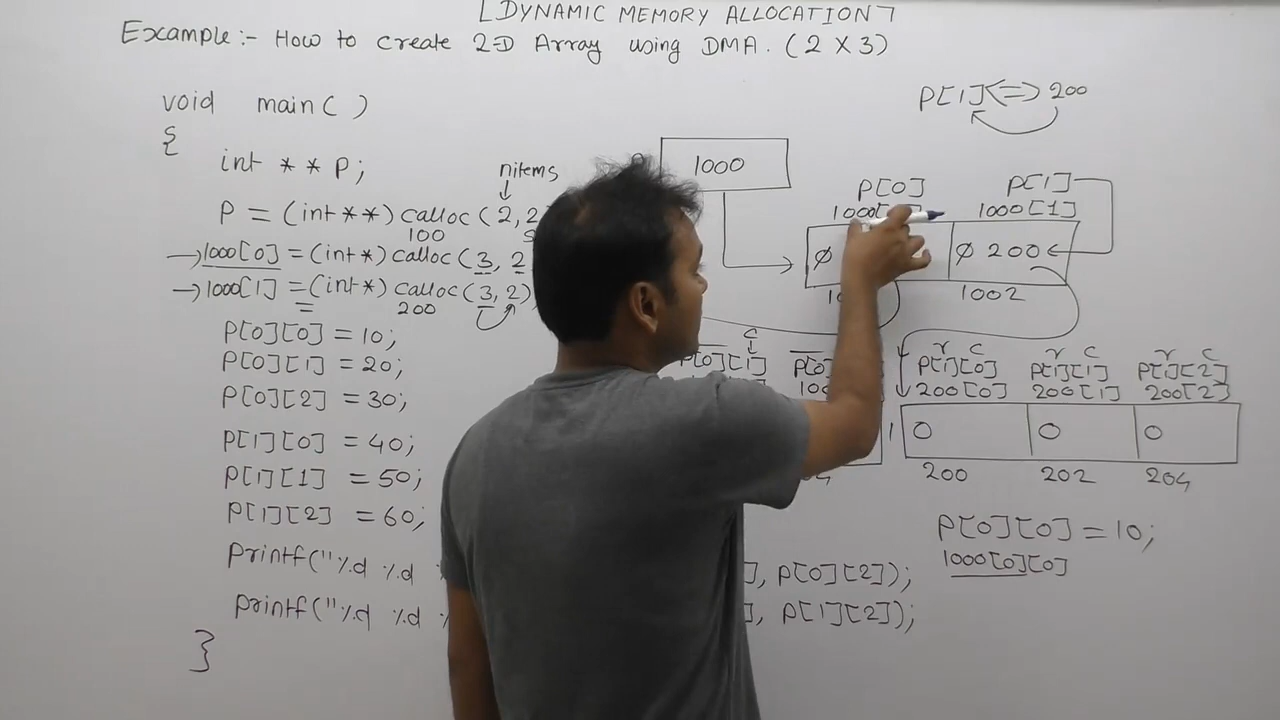 [DYNAMIC MEMORY ALLOCATION]
Example:- How to create 2-D Array using DMA. (2 X 3)
void main( )
{
int ** P;
nitems
P = (int**) calloc(2, 2
100
1000[0] = (int*) calloc(3, 2
1000[1] = (int*) calloc(3, 2)
200
P[0][0] = 10;
P[0][1] = 20;
P[0][2] = 30;
P[1][0] = 40;
P[1][1] = 50;
P[1][2] = 60;
printf("%d %d
], P[0][2]);
printf("%d %d
], P[1][2]);
}
P[1] <=> 200
1000
P[0] P[1]
1000[ ] 1000[1]
0 0 200
1002
c
P[0][1] P[0]
r c r c r c
P[1][0] P[1][1] P[1][2]
200[0] 200[1] 200[2]
1 0 0 0
200 202 204
P[0][0] = 10;
1000[0][0]